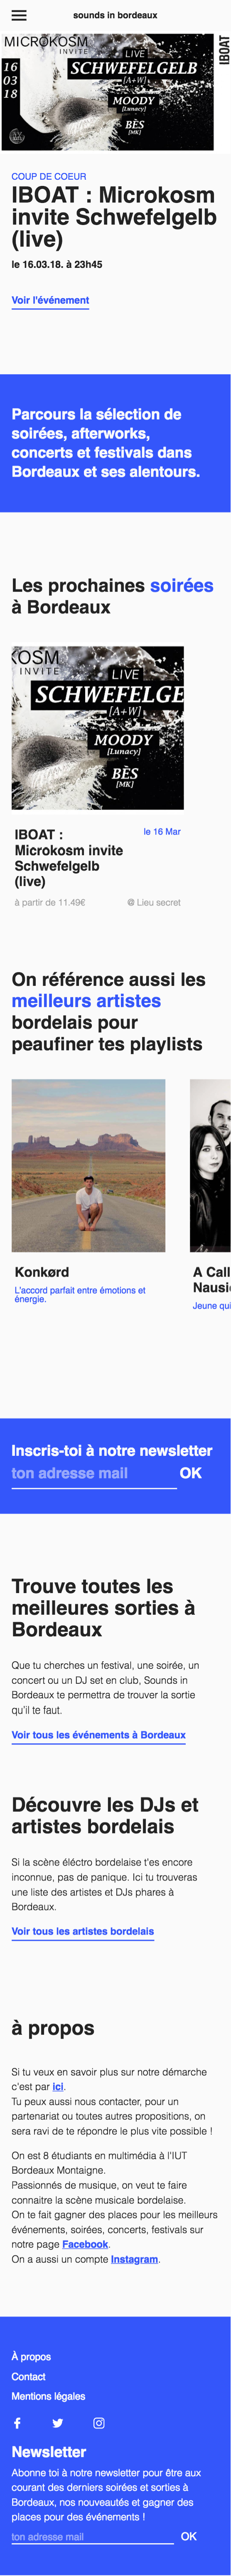 sounds in bordeaux
MICROKOSM
INVITE
LIVE
16
03
18
SCHWEFELGELB
[A+W]
MOODY
[Lunacy]
BÈS
[MK]
IBOAT
COUP DE COEUR
IBOAT : Microkosm
invite Schwefelgelb
(live)
le 16.03.18. à 23h45
Voir l'événement
Parcours la sélection de
soirées, afterworks,
concerts et festivals dans
Bordeaux et ses alentours.
Les prochaines soirées
à Bordeaux
KOSM
INVITE
LIVE
SCHWEFELGE
[A+W]
MOODY
[Lunacy]
BÈS
[MK]
IBOAT :
Microkosm invite
Schwefelgelb
(live)
le 16 Mar
à partir de 11.49€
@ Lieu secret
On référence aussi les
meilleurs artistes
bordelais pour
peaufiner tes playlists
Konkørd
L'accord parfait entre émotions et
énergie.
A Call
Nausi
Jeune qui
Inscris-toi à notre newsletter
ton adresse mail OK
Trouve toutes les
meilleures sorties à
Bordeaux
Que tu cherches un festival, une soirée, un
concert ou un DJ set en club, Sounds in
Bordeaux te permettra de trouver la sortie
qu'il te faut.
Voir tous les événements à Bordeaux
Découvre les DJs et
artistes bordelais
Si la scène éléctro bordelaise t'es encore
inconnue, pas de panique. Ici tu trouveras
une liste des artistes et DJs phares à
Bordeaux.
Voir tous les artistes bordelais
à propos
Si tu veux en savoir plus sur notre démarche
c'est par ici.
Tu peux aussi nous contacter, pour un
partenariat ou toutes autres propositions, on
sera ravi de te répondre le plus vite possible !
On est 8 étudiants en multimédia à l'IUT
Bordeaux Montaigne.
Passionnés de musique, on veut te faire
connaitre la scène musicale bordelaise.
On te fait gagner des places pour les meilleurs
événements, soirées, concerts, festivals sur
notre page Facebook.
On a aussi un compte Instagram.
À propos
Contact
Mentions légales
Newsletter
Abonne toi à notre newsletter pour être aux
courant des derniers soirées et sorties à
Bordeaux, nos nouveautés et gagner des
places pour des événements !
ton adresse mail OK